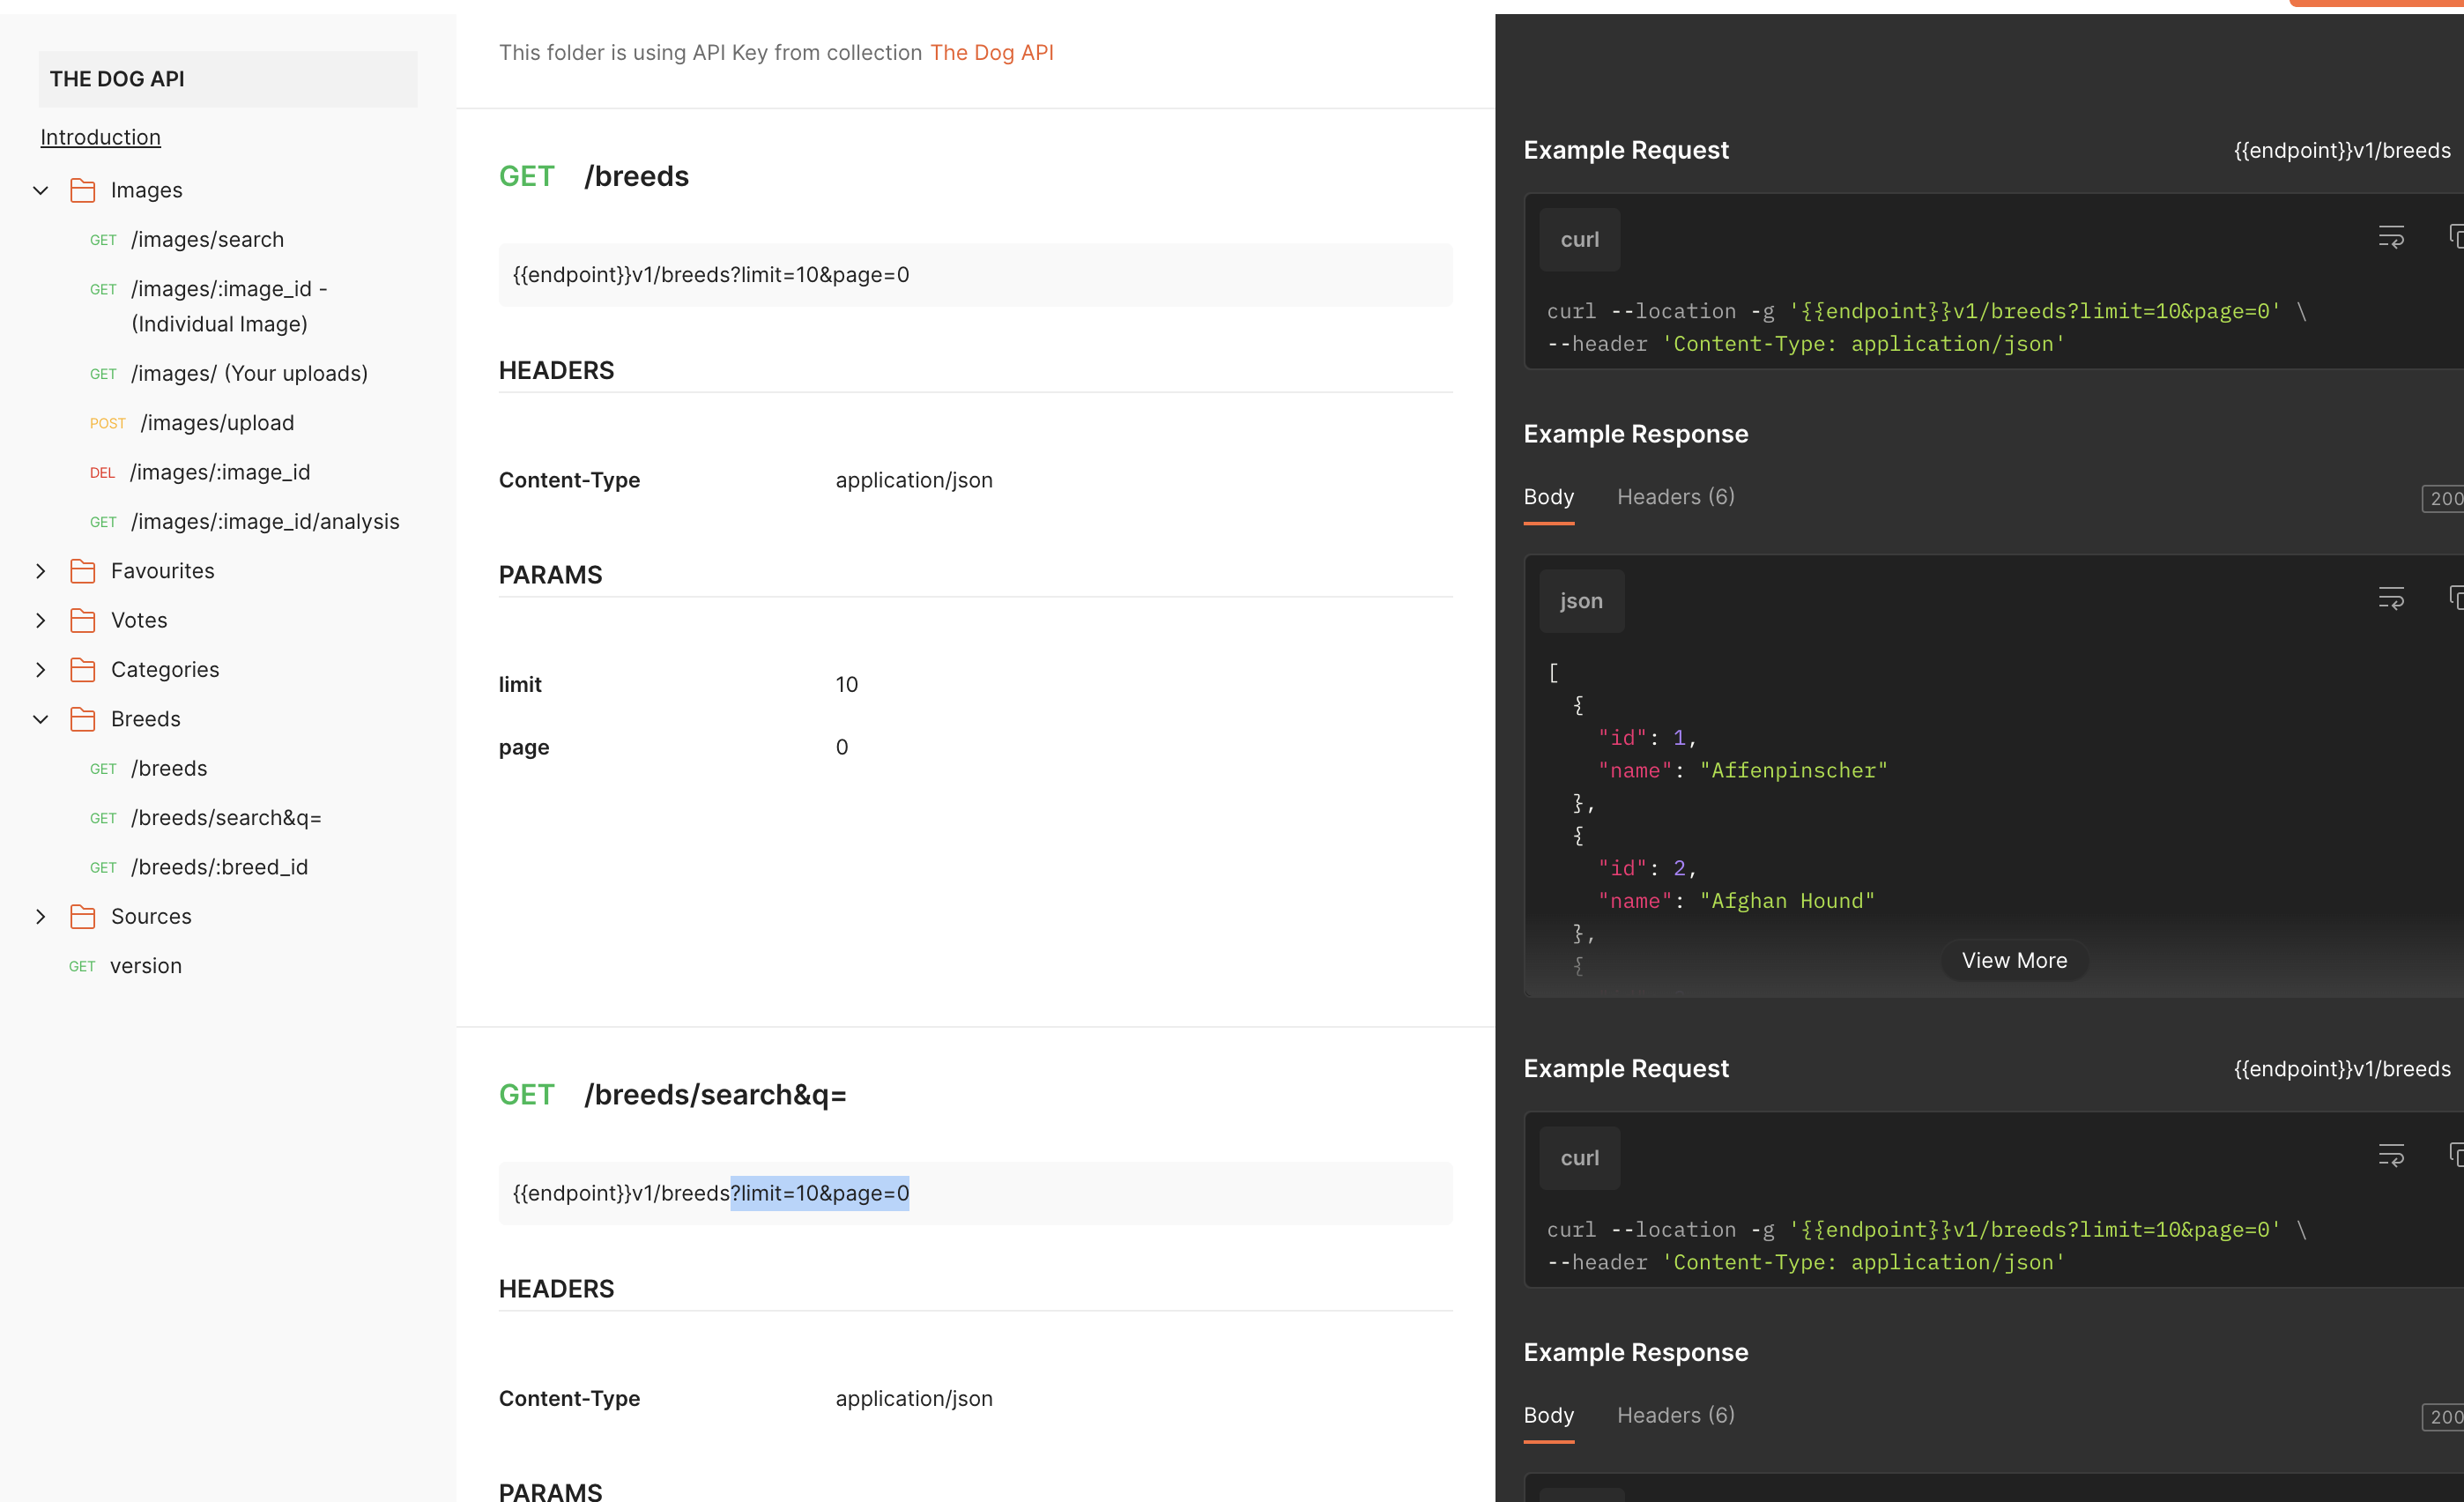 THE DOG API
Introduction
Images
GET /images/search
GET /images/:image_id -
(Individual Image)
GET /images/ (Your uploads)
POST /images/upload
DEL /images/:image_id
GET /images/:image_id/analysis
Favourites
Votes
Categories
Breeds
GET /breeds
GET /breeds/search&q=
GET /breeds/:breed_id
Sources
GET version
This folder is using API Key from collection The Dog API
GET /breeds
{{endpoint}}v1/breeds?limit=10&page=0
HEADERS
Content-Type application/json
PARAMS
limit 10
page 0
GET /breeds/search&q=
{{endpoint}}v1/breeds?limit=10&page=0
HEADERS
Content-Type application/json
PARAMS
Example Request {{endpoint}}v1/breeds
curl
curl --location -g '{{endpoint}}v1/breeds?limit=10&page=0' \
--header 'Content-Type: application/json'
Example Response
Body Headers (6) 200
json
[
{
"id": 1,
"name": "Affenpinscher"
},
{
"id": 2,
"name": "Afghan Hound"
},
{
View More
Example Request {{endpoint}}v1/breeds
curl
curl --location -g '{{endpoint}}v1/breeds?limit=10&page=0' \
--header 'Content-Type: application/json'
Example Response
Body Headers (6) 200